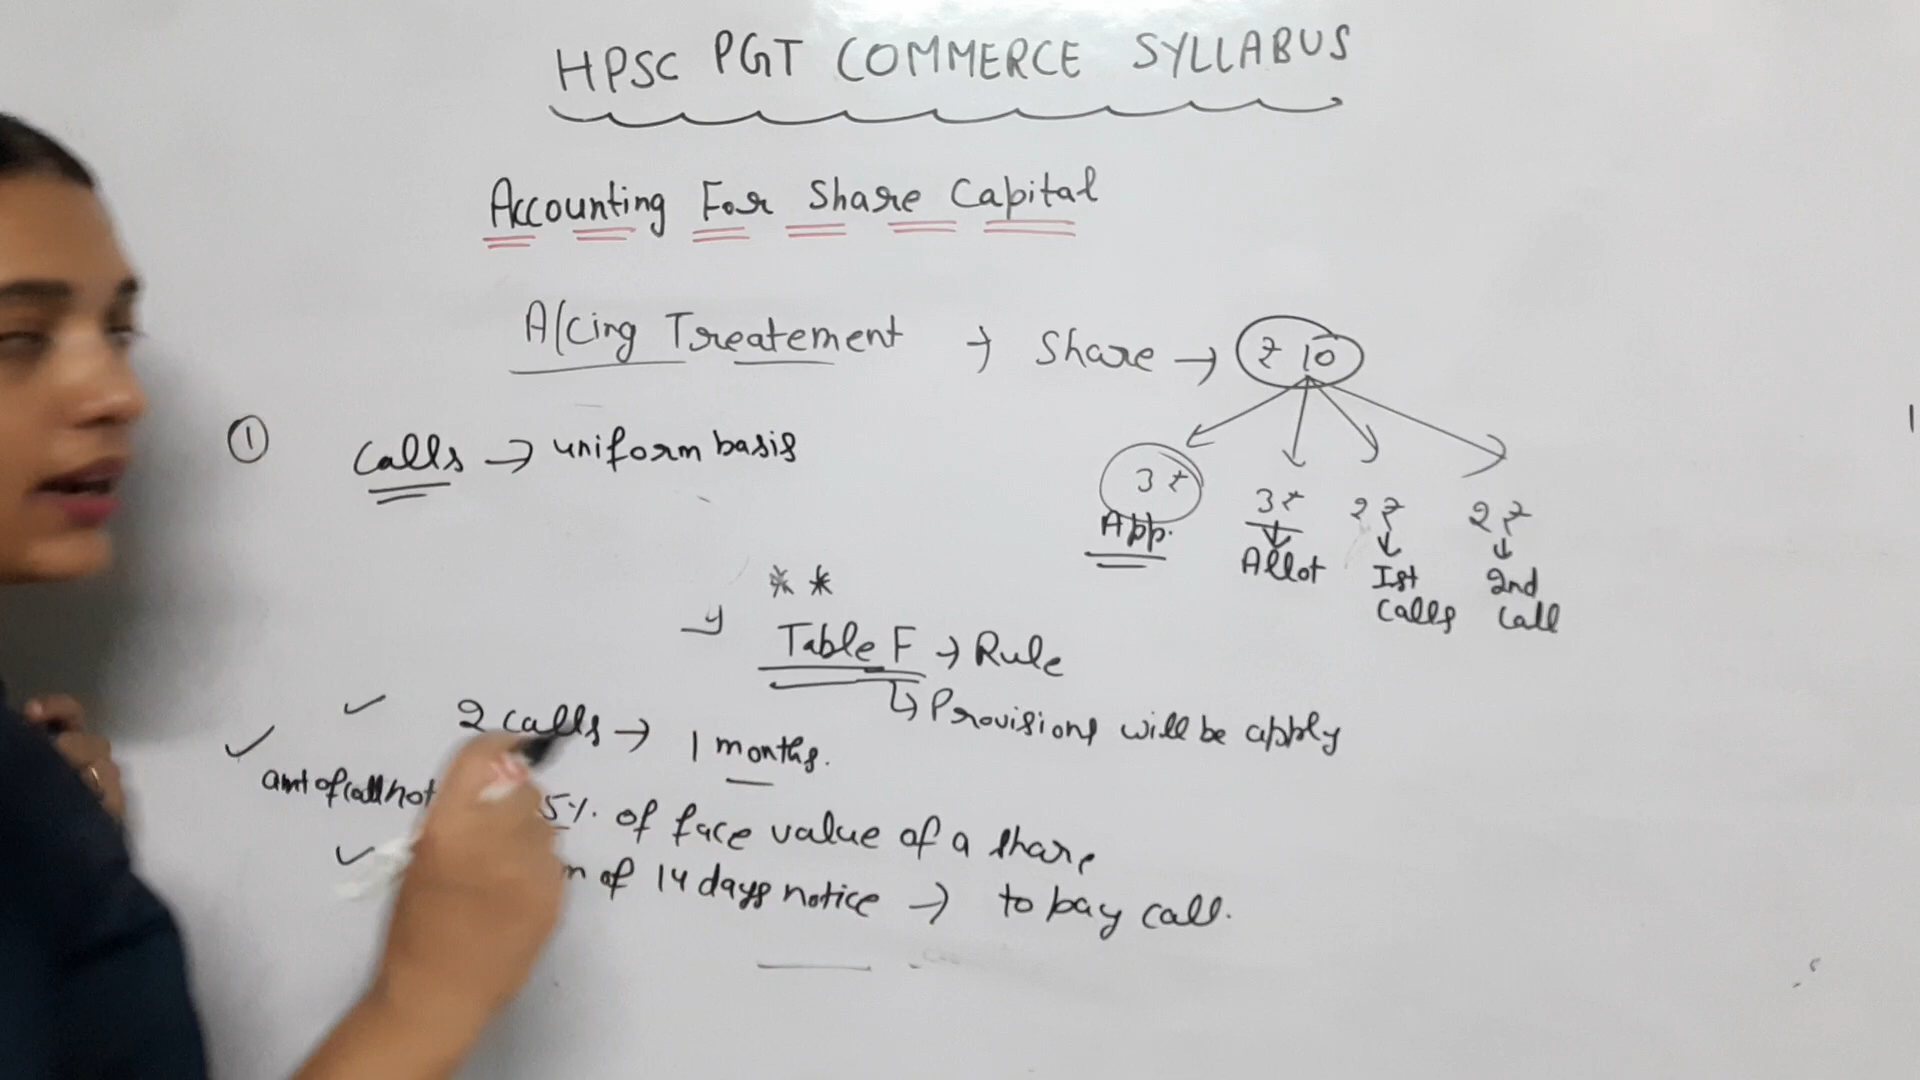 HPSC PGT COMMERCE SYLLABUS
Accounting For Share Capital
A/cing Treatement → Share → ₹ 10
① Calls → uniform basis
3₹ 3₹ 2₹ 2₹
App. Allot Ist Calls 2nd Call
** 
Table F → Rule
↳ Provisions will be apply
2 calls → 1 months.
amt of call not 5% of face value of a share
of 14 days notice → to pay call.